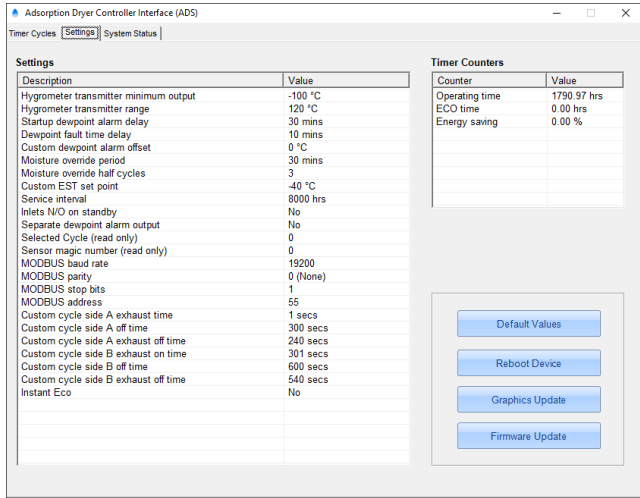 Adsorption Dryer Controller Interface (ADS)
Timer Cycles Settings System Status
Settings
Description Value
Hygrometer transmitter minimum output -100 °C
Hygrometer transmitter range 120 °C
Startup dewpoint alarm delay 30 mins
Dewpoint fault time delay 10 mins
Custom dewpoint alarm offset 0 °C
Moisture override period 30 mins
Moisture override half cycles 3
Custom EST set point -40 °C
Service interval 8000 hrs
Inlets N/O on standby No
Separate dewpoint alarm output No
Selected Cycle (read only) 0
Sensor magic number (read only) 0
MODBUS baud rate 19200
MODBUS parity 0 (None)
MODBUS stop bits 1
MODBUS address 55
Custom cycle side A exhaust time 1 secs
Custom cycle side A off time 300 secs
Custom cycle side A exhaust off time 240 secs
Custom cycle side B exhaust on time 301 secs
Custom cycle side B off time 600 secs
Custom cycle side B exhaust off time 540 secs
Instant Eco No
Timer Counters
Counter Value
Operating time 1790.97 hrs
ECO time 0.00 hrs
Energy saving 0.00 %
Default Values
Reboot Device
Graphics Update
Firmware Update